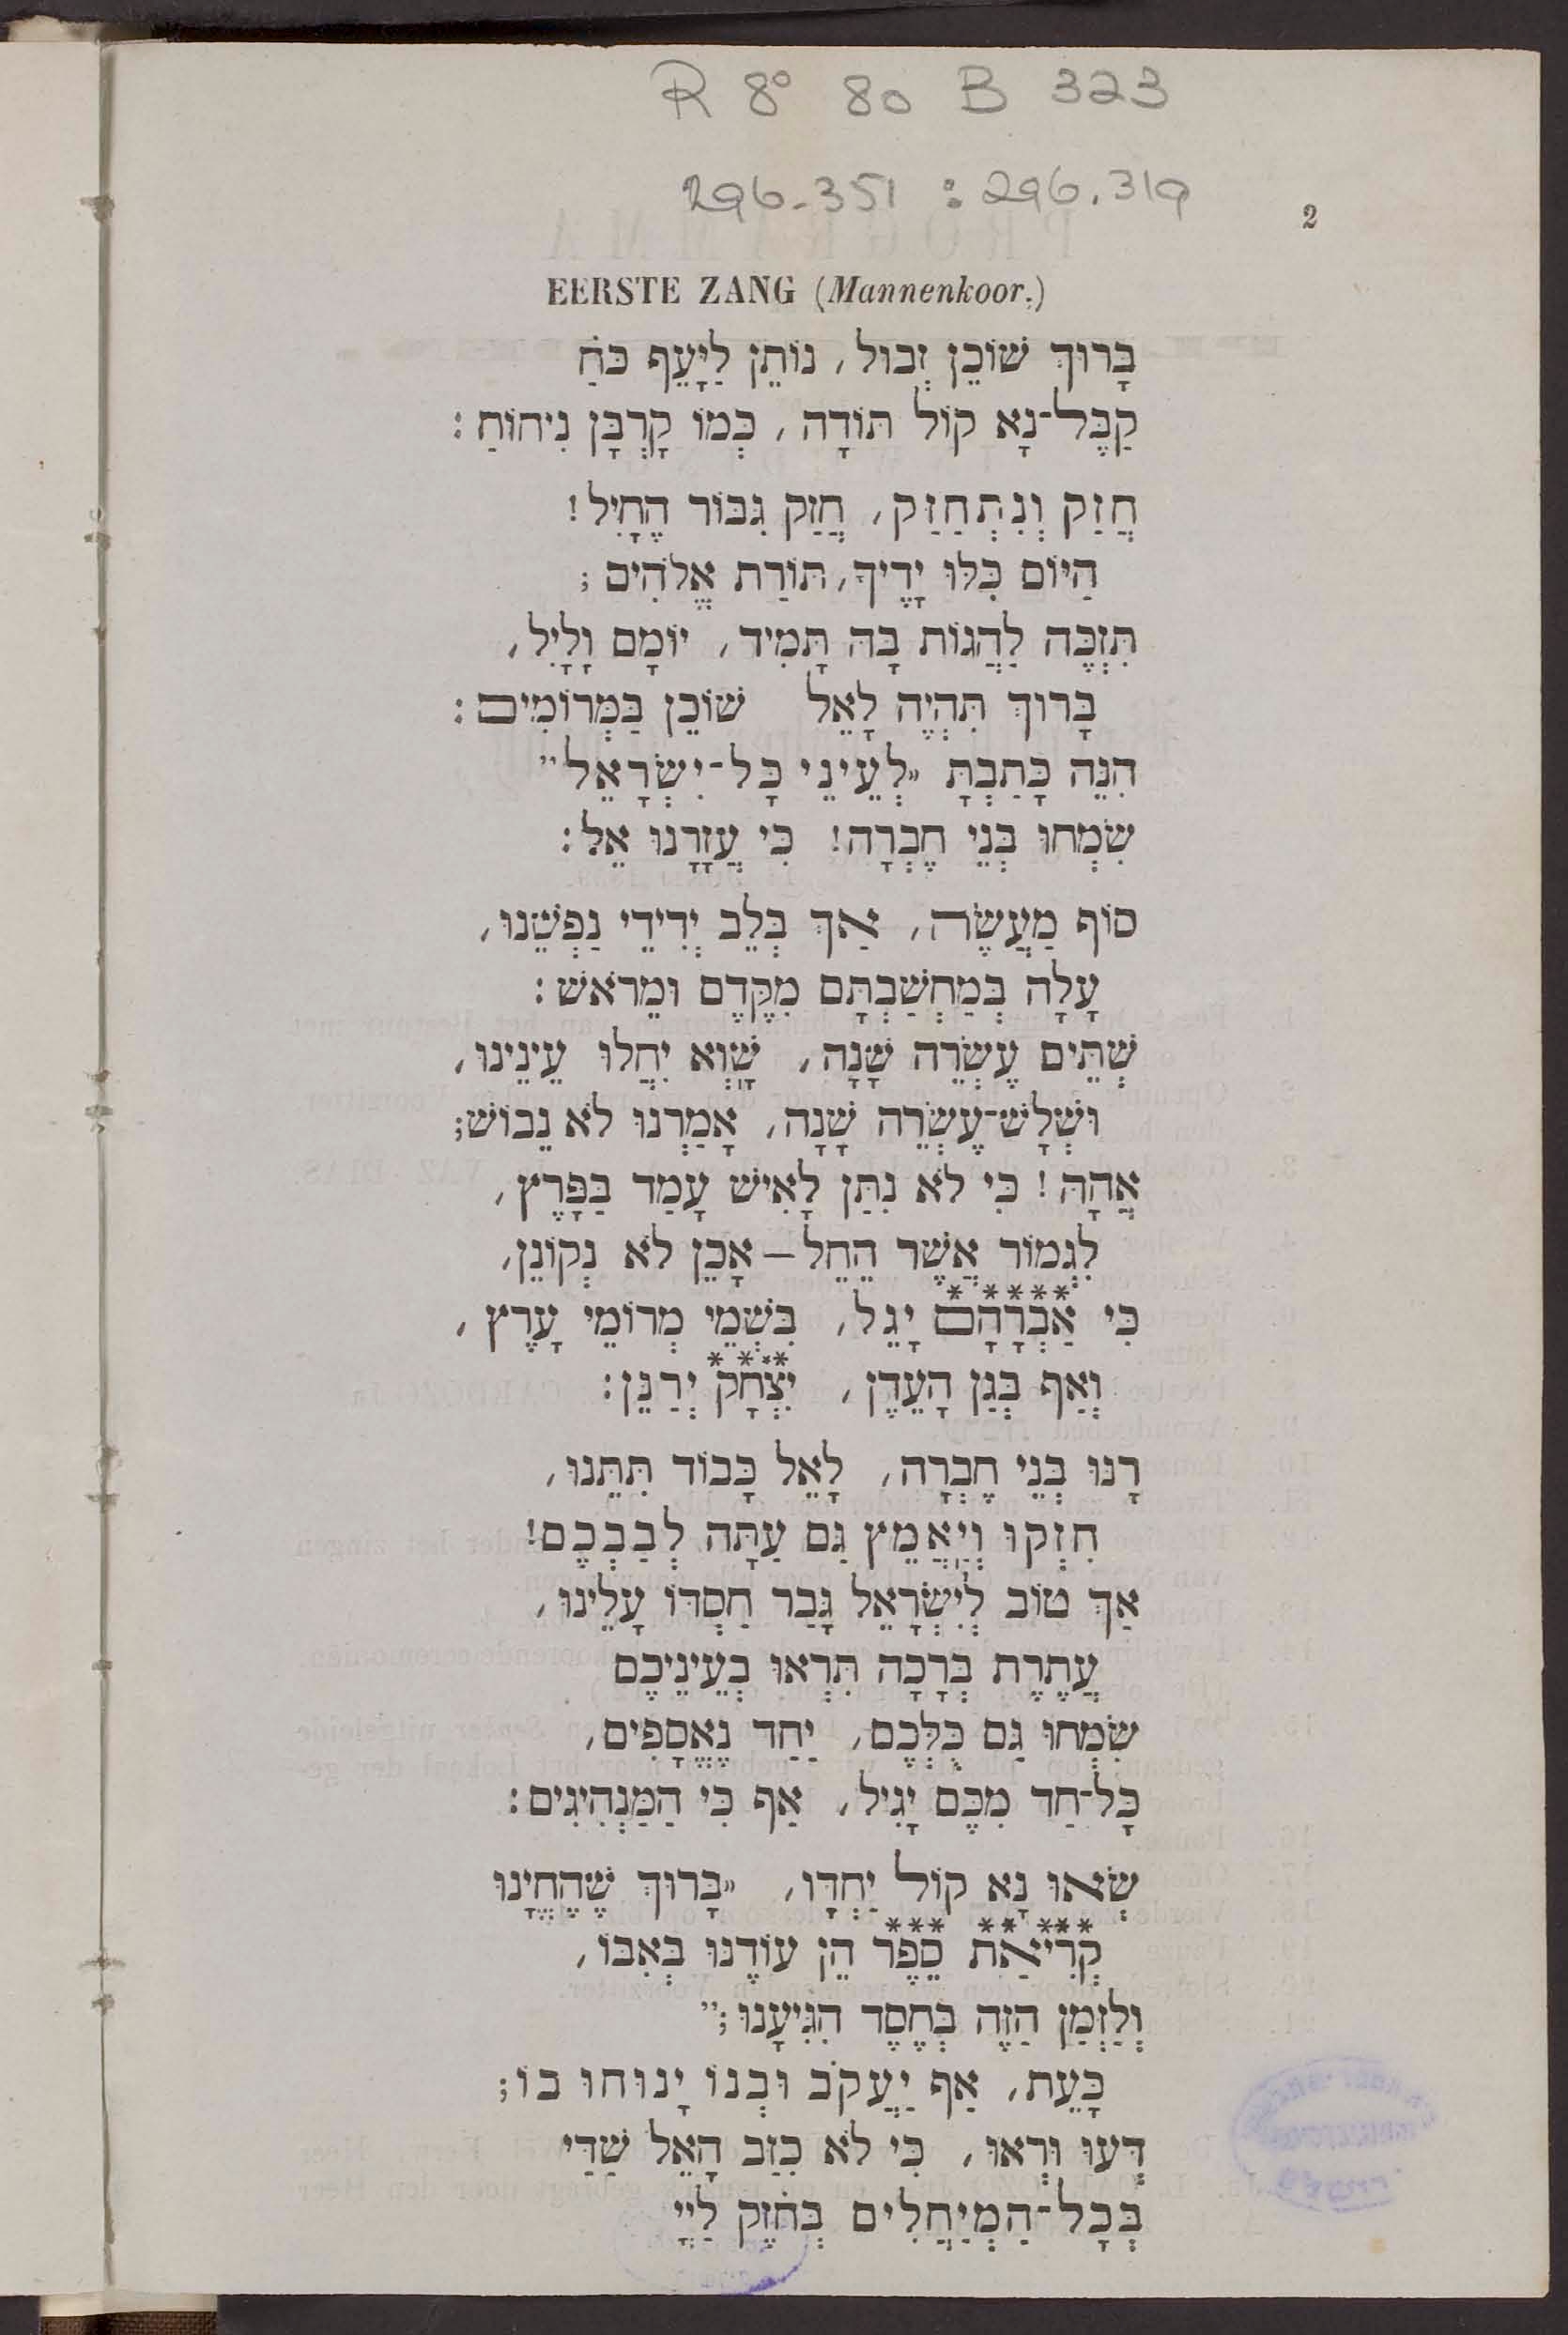 R 8° 80 B 323
296.351 : 296.319
2
EERSTE ZANG (Mannenkoor.)
בָּרוּךְ שׁוֹכֵן זְבוּל, נוֹתֵן לַיָּעֵף כֹּחַ
קַבֶּל־נָא קוֹל תּוֹדָה, כְּמוֹ קָרְבָּן נִיחוֹחַ:
חֲזַק וְנִתְחַזַּק, חֲזַק גִּבּוֹר הֶחָיִל!
הַיּוֹם כִּלּוּ יָדֶיךָ, תּוֹרַת אֱלֹהִים;
תִּזְכֶּה לַהֲגוֹת בָּהּ תָּמִיד, יוֹמָם וָלָיִל,
בָּרוּךְ תִּהְיֶה לָאֵל שׁוֹכֵן בַּמְּרוֹמִים:
הִנֵּה כָּתַבְתָּ „לְעֵינֵי כָּל־יִשְׂרָאֵל”
שִׂמְחוּ בְּנֵי חֶבְרָה! כִּי עֲזָרָנוּ אֵל:
סוֹף מַעֲשֶׂה, אַךְ בְּלֵב יְדִידֵי נַפְשֵׁנוּ,
עָלָה בְּמַחְשַׁבְתָּם מִקֶּדֶם וּמֵרֹאשׁ:
שְׁתֵּים עֶשְׂרֵה שָׁנָה, שָׁוְא יִחֲלוּ עֵינֵינוּ,
וּשְׁלָשׁ־עֶשְׂרֵה שָׁנָה, אָמַרְנוּ לֹא נֵבוֹשׁ;
אֲהָהּ! כִּי לֹא נִתַּן לָאִישׁ עָמַד בַּפָּרֶץ,
לִגְמוֹר אֲשֶׁר הֵחֵל — אָכֵן לֹא נְקוֹנֵן,
* * * * *
כִּי אַבְרָהָם יָגֵל, בִּשְׁמֵי מְרוֹמֵי עָרֶץ,
* * * *
וְאַף בְּגַן הָעֵדֶן, יִצְחָק יְרַנֵּן:
רָנּוּ בְּנֵי חֶבְרָה, לָאֵל כָּבוֹד תִּתֵּנוּ,
חִזְקוּ וְיַאֲמֵץ גַּם עַתָּה לְבַבְכֶם!
אַךְ טוֹב לְיִשְׂרָאֵל גָּבַר חַסְדּוֹ עָלֵינוּ,
עֲתֶרֶת בְּרָכָה תִּרְאוּ בְעֵינֵיכֶם
שִׂמְחוּ גַּם כֻּלְּכֶם, יַחַד נֶאֱסָפִים,
כָּל־חַד מִכֶּם יָגִיל, אַף כִּי הַמַּנְהִיגִים:
שְׂאוּ נָא קוֹל יַחְדָּו, „בָּרוּךְ שֶׁהֶחֱיָנוּ
* * * * * * * *
קְרִיאַת סֵפֶר הֵן עוֹדֶנּוּ בְּאִבּוֹ,
וְלַזְּמַן הַזֶּה בְּחֶסֶד הִגִּיעָנוּ;”
כָּעֵת, אַף יַעֲקֹב וּבְנוֹ יָנוּחוּ בוֹ;
דְּעוּ וּרְאוּ, כִּי לֹא כִזַּב הָאֵל שַׁדַּי
בְּכָל־הַמְיַחֲלִים בְּחֹזֶק לַיְיָ